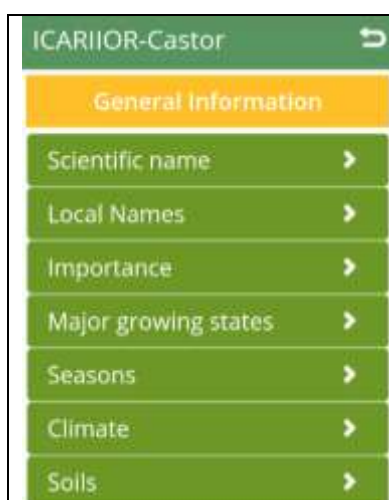 ICARIIOR-Castor
General Information
Scientific name
Local Names
Importance
Major growing states
Seasons
Climate
Soils